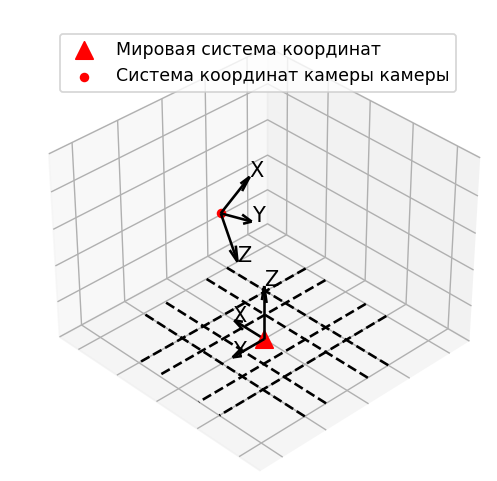 Мировая система координат
Система координат камеры камеры
X
Y
Z
Z
X
Y